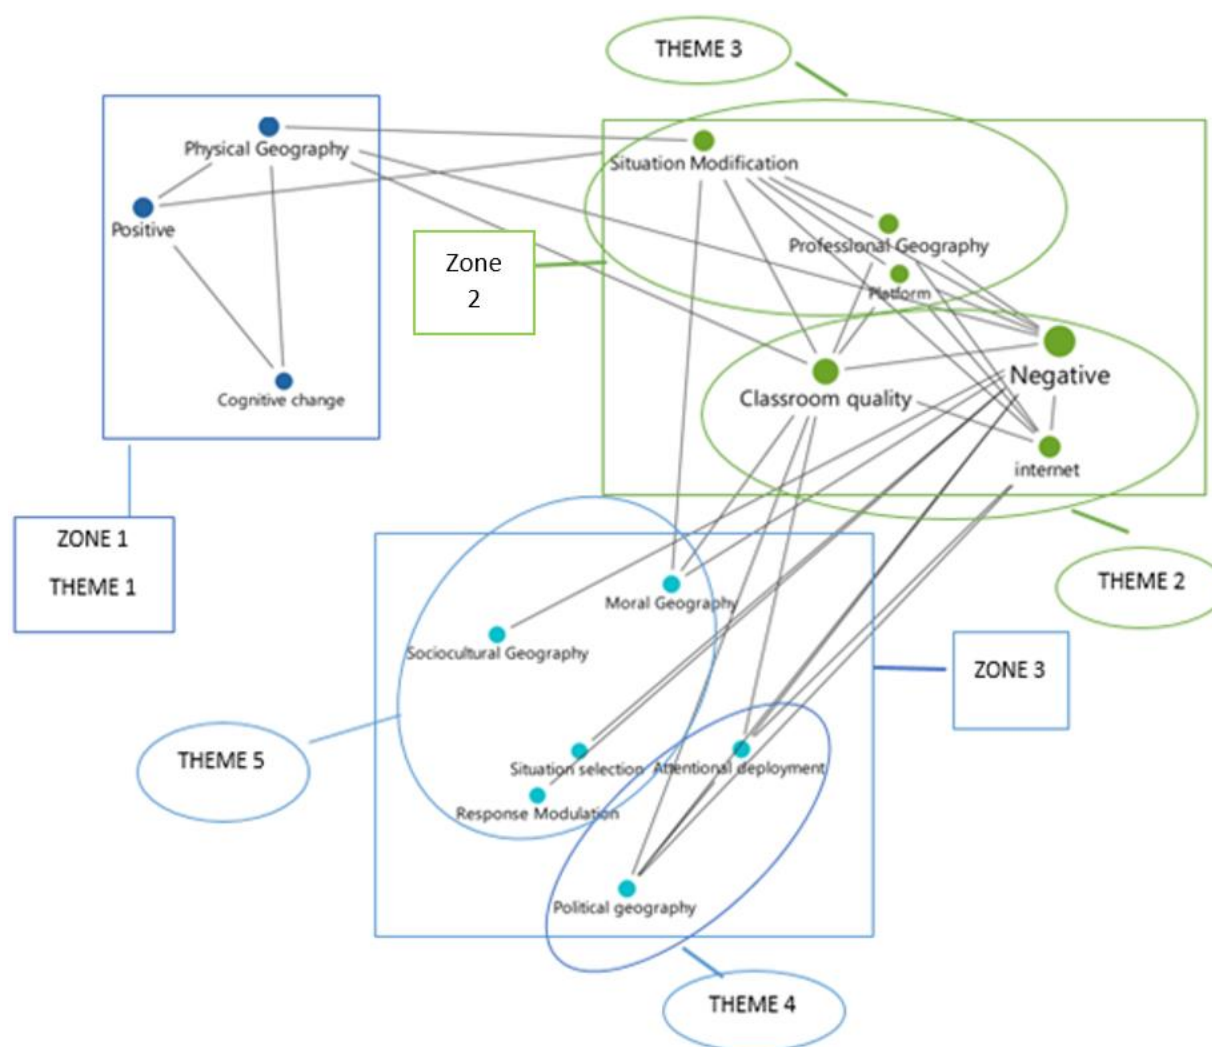 THEME 3
Physical Geography
Situation Modification
Positive
Professional Geography
Zone
2
Platform
Negative
Cognitive change
Classroom quality
internet
ZONE 1
THEME 1
THEME 2
Moral Geography
Sociocultural Geography
ZONE 3
THEME 5
Situation selection
Attentional deployment
Response Modulation
Political geography
THEME 4